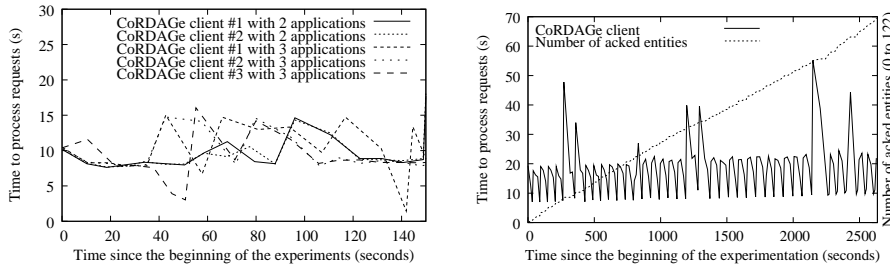 30
25
20
15
10
5
0
Time to process requests (s)
CoRDAGe client #1 with 2 applications
CoRDAGe client #2 with 2 applications
CoRDAGe client #1 with 3 applications
CoRDAGe client #2 with 3 applications
CoRDAGe client #3 with 3 applications
0 20 40 60 80 100 120 140
Time since the beginning of the experiments (seconds)
70
60
50
40
30
20
10
0
Time to process requests (s)
CoRDAGe client
Number of acked entities
Number of acked entities (0 to 122)
0 500 1000 1500 2000 2500
Time since the beginning of the experimentation (seconds)